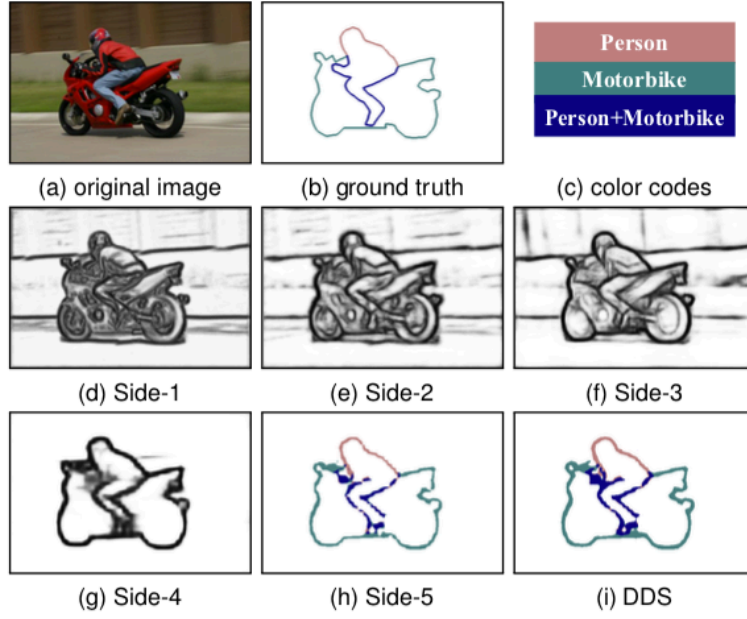 Person
Motorbike
Person+Motorbike
(a) original image
(b) ground truth
(c) color codes
(d) Side-1
(e) Side-2
(f) Side-3
(g) Side-4
(h) Side-5
(i) DDS